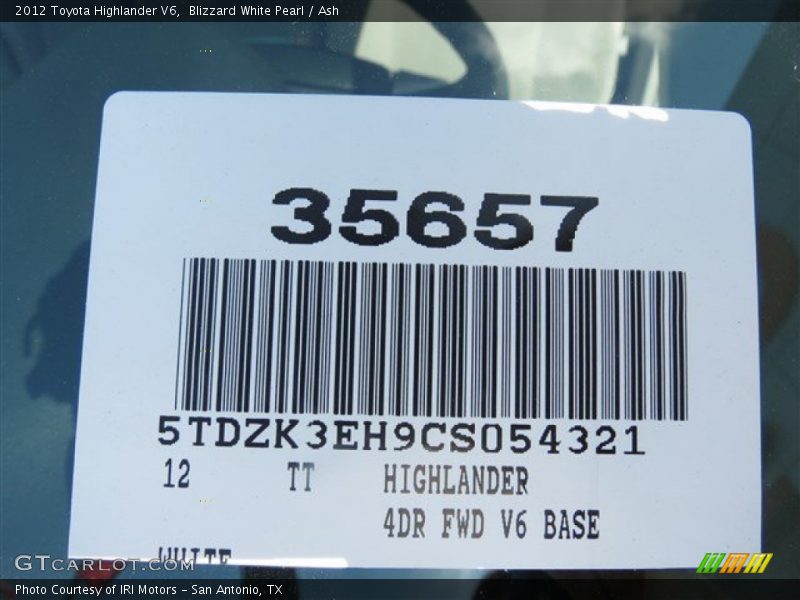 2012 Toyota Highlander V6,  Blizzard White Pearl / Ash
35657
5TDZK3EH9CS054321
12 TT HIGHLANDER
4DR FWD V6 BASE
WHITE
GTCARLOT.COM
Photo Courtesy of IRI Motors - San Antonio, TX